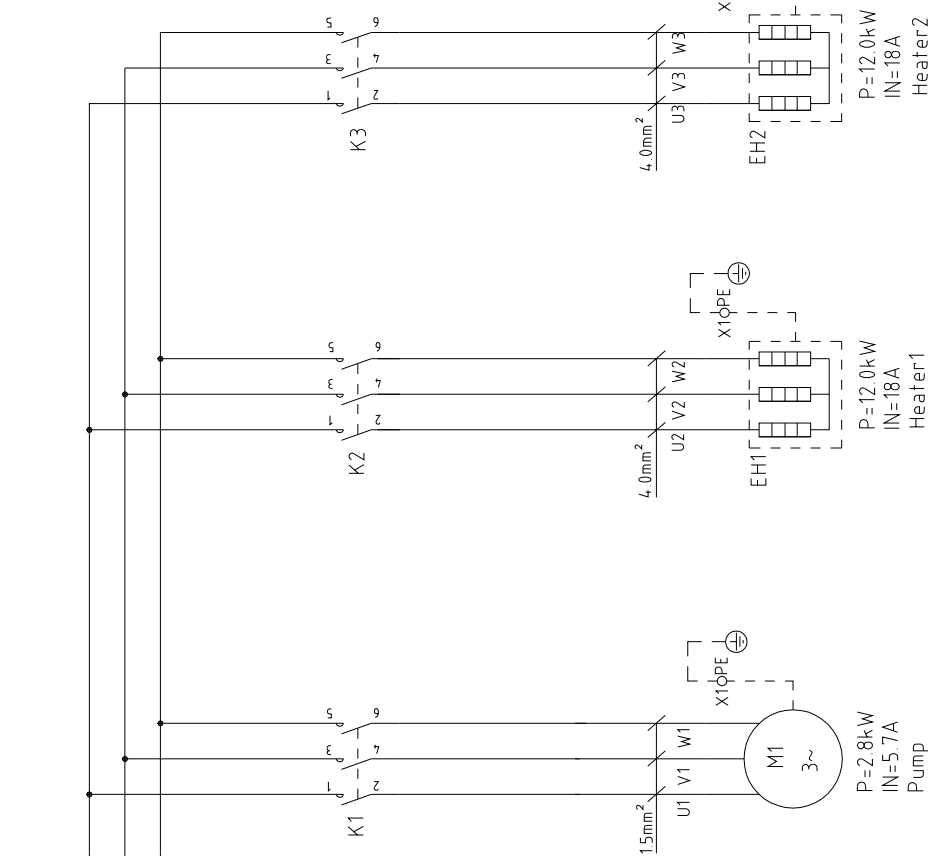 5 6
3 4
1 2
K3
W3
V3
U3
4.0mm²
X
EH2
P=12.0kW
IN=18A
Heater2
5 6
3 4
1 2
K2
W2
V2
U2
4.0mm²
X1 PE
EH1
P=12.0kW
IN=18A
Heater1
5 6
3 4
1 2
K1
W1
V1
U1
1.5mm²
X1 PE
M1
3~
P=2.8kW
IN=5.7A
Pump